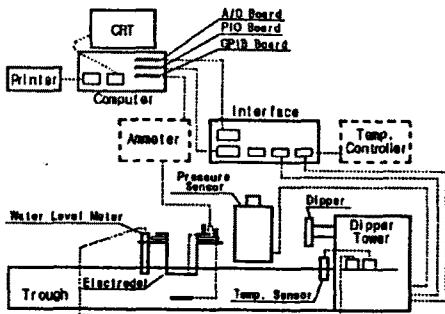 A/D Board
PIO Board
GPIB Board
CRT
Printer
Computer
Interface
Ammeter
Temp. Controller
Pressure Sensor
Dipper
Water Level Meter
Dipper Tower
Electrodes
Temp. Sensor
Trough